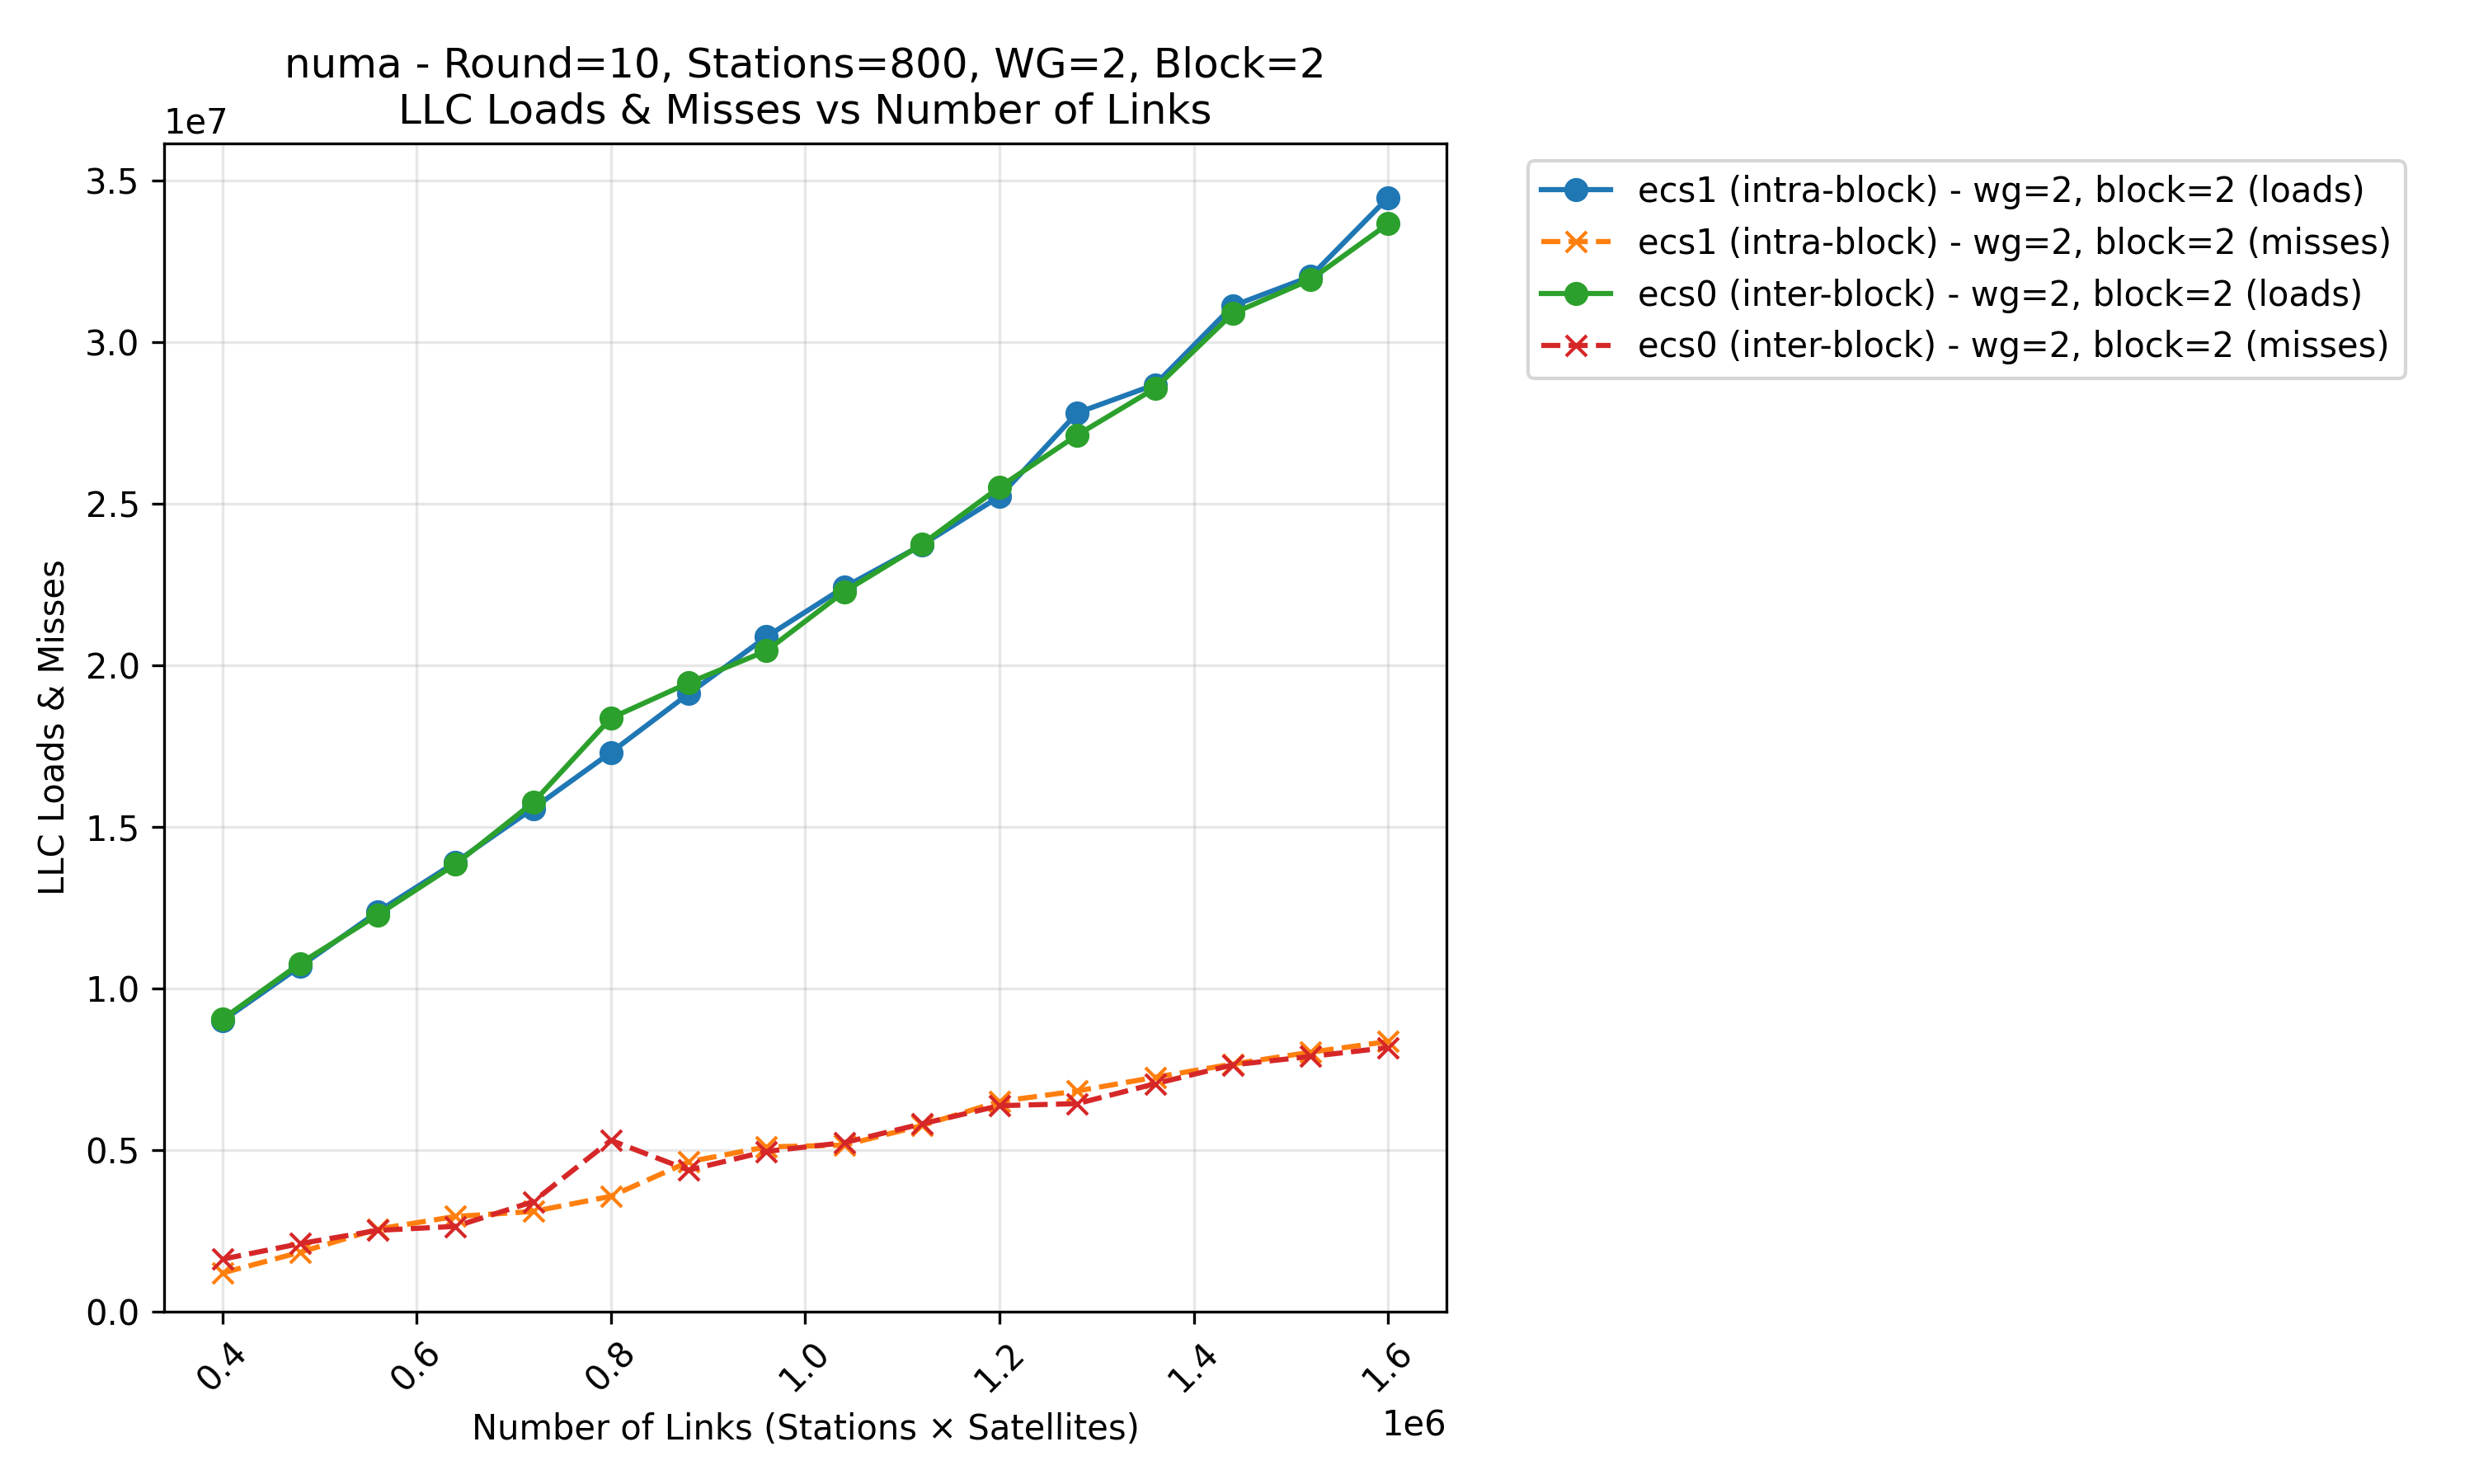 numa - Round=10, Stations=800, WG=2, Block=2
LLC Loads & Misses vs Number of Links
1e7
3.5
3.0
2.5
2.0
1.5
1.0
0.5
0.0
LLC Loads & Misses
0.4
0.6
0.8
1.0
1.2
1.4
1.6
1e6
Number of Links (Stations × Satellites)
ecs1 (intra-block) - wg=2, block=2 (loads)
ecs1 (intra-block) - wg=2, block=2 (misses)
ecs0 (inter-block) - wg=2, block=2 (loads)
ecs0 (inter-block) - wg=2, block=2 (misses)